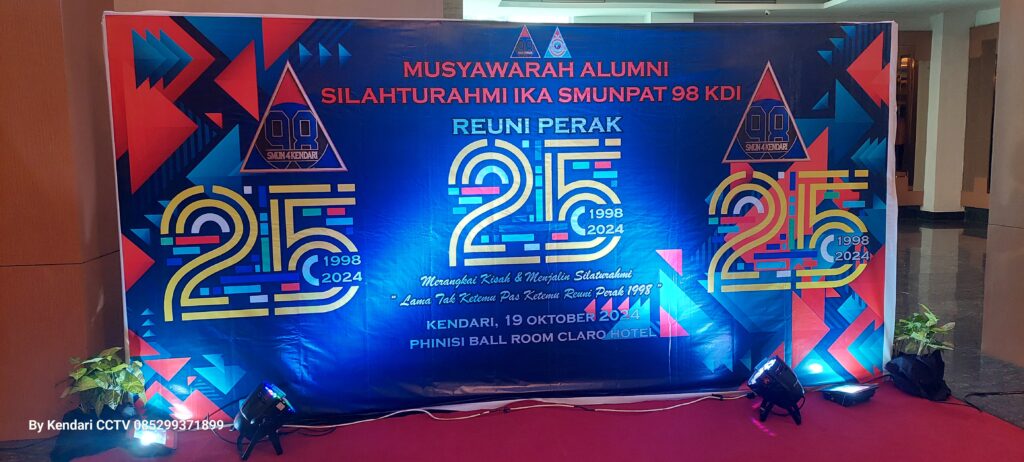 MUSYAWARAH ALUMNI
SILAHTURAHMI IKA SMUNPAT 98 KDI
REUNI PERAK
25
1998
2024
Merangkai Kisah & Menjalin Silaturahmi
" Lama Tak Ketemu Pas Ketemu Reuni Perak 1998 "
KENDARI, 19 OKTOBER 2024
PHINISI BALL ROOM CLARO HOTEL
98
SMUN 4 KENDARI
25
1998
2024
98
SMUN 4 KENDARI
25
1998
2024
By Kendari CCTV 085299371899